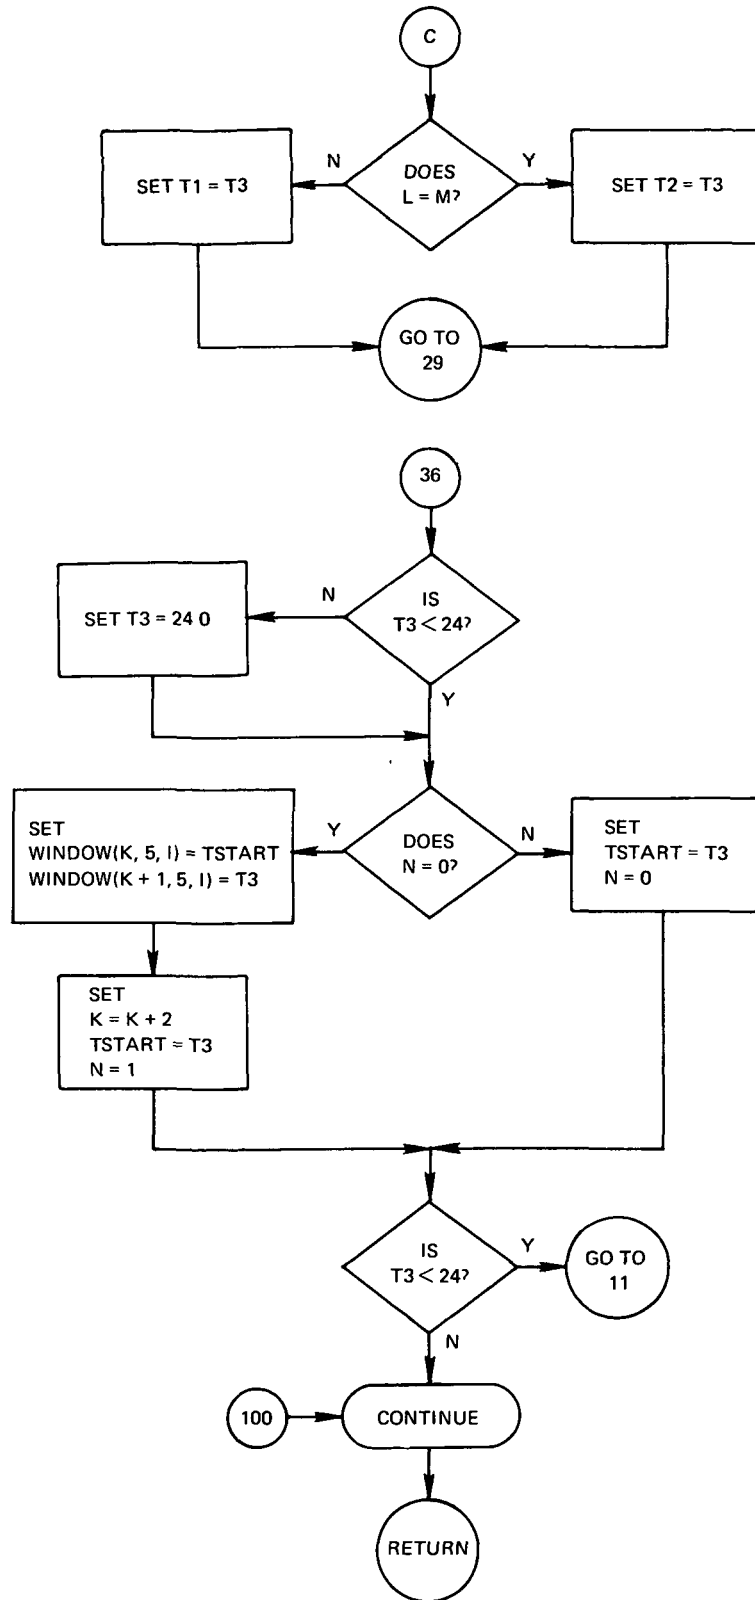 C
DOES
L = M?
N
Y
SET T1 = T3
SET T2 = T3
GO TO
29
36
IS
T3 < 24?
N
SET T3 = 24 0
Y
DOES
N = 0?
Y
N
SET
WINDOW(K, 5, I) = TSTART
WINDOW(K + 1, 5, I) = T3
SET
TSTART = T3
N = 0
SET
K = K + 2
TSTART = T3
N = 1
IS
T3 < 24?
Y
GO TO
11
N
100
CONTINUE
RETURN